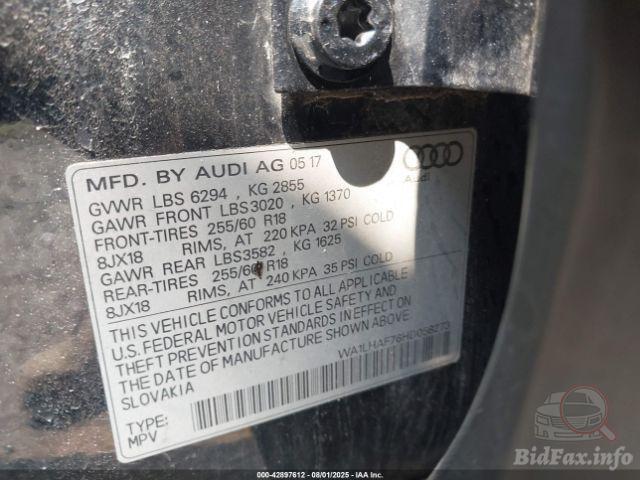 MFD. BY AUDI AG 05 17
Audi
GVWR LBS 6294 , KG 2855
GAWR FRONT LBS3020 , KG 1370
FRONT-TIRES 255/60 R18
8JX18 RIMS, AT 220 KPA 32 PSI COLD
GAWR REAR LBS3582 , KG 1625
REAR-TIRES 255/60 R18
8JX18 RIMS, AT 240 KPA 35 PSI COLD
THIS VEHICLE CONFORMS TO ALL APPLICABLE
U.S. FEDERAL MOTOR VEHICLE SAFETY AND
THEFT PREVENTION STANDARDS IN EFFECT ON
THE DATE OF MANUFACTURE SHOWN ABOVE.
SLOVAKIA
WA1LHAF76HD058273
TYPE:
MPV
BidFax.info
000-42897612 - 08/01/2025 - IAA Inc.